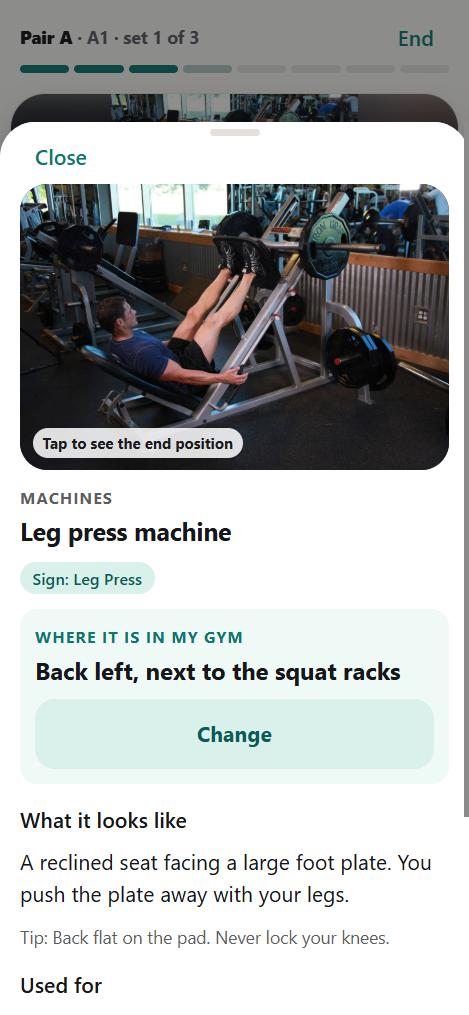 Pair A · A1 · set 1 of 3
End
Close
Tap to see the end position
MACHINES
Leg press machine
Sign: Leg Press
WHERE IT IS IN MY GYM
Back left, next to the squat racks
Change
What it looks like
A reclined seat facing a large foot plate. You
push the plate away with your legs.
Tip: Back flat on the pad. Never lock your knees.
Used for